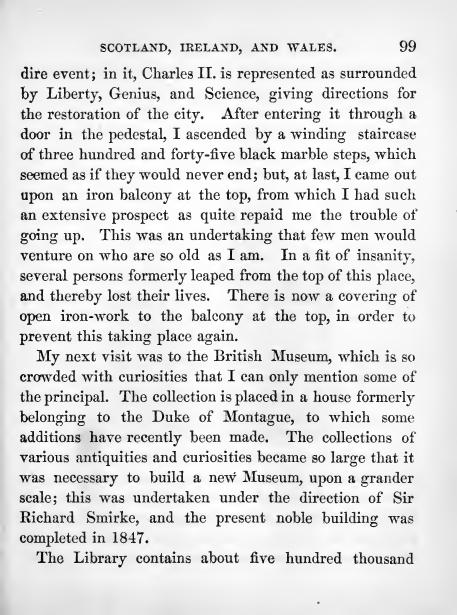 SCOTLAND, IRELAND, AND WALES. 99
dire event; in it, Charles II. is represented as surrounded
by Liberty, Genius, and Science, giving directions for
the restoration of the city. After entering it through a
door in the pedestal, I ascended by a winding staircase
of three hundred and forty-five black marble steps, which
seemed as if they would never end; but, at last, I came out
upon an iron balcony at the top, from which I had such
an extensive prospect as quite repaid me the trouble of
going up. This was an undertaking that few men would
venture on who are so old as I am. In a fit of insanity,
several persons formerly leaped from the top of this place,
and thereby lost their lives. There is now a covering of
open iron-work to the balcony at the top, in order to
prevent this taking place again.
My next visit was to the British Museum, which is so
crowded with curiosities that I can only mention some of
the principal. The collection is placed in a house formerly
belonging to the Duke of Montague, to which some
additions have recently been made. The collections of
various antiquities and curiosities became so large that it
was necessary to build a new Museum, upon a grander
scale; this was undertaken under the direction of Sir
Richard Smirke, and the present noble building was
completed in 1847.
The Library contains about five hundred thousand